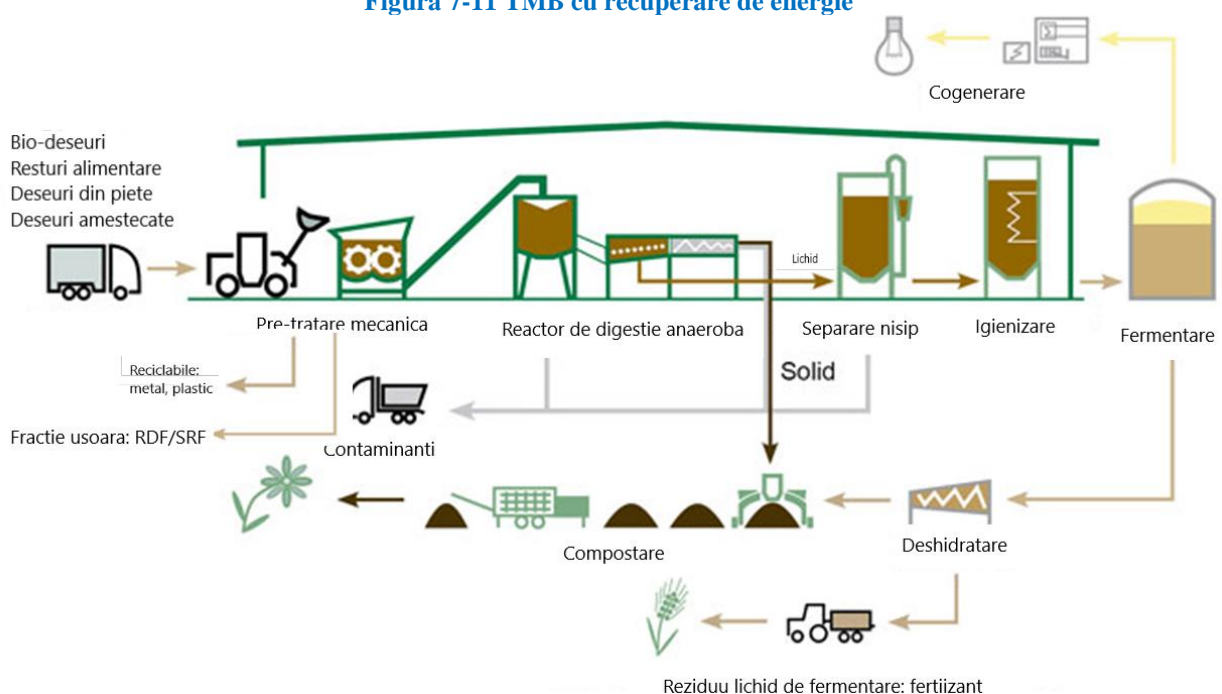 Figura 7-11 TMB cu recuperare de energie
Cogenerare
Bio-deseuri
Resturi alimentare
Deseuri din piete
Deseuri amestecate
Lichid
Pre-tratare mecanica
Reactor de digestie anaeroba
Separare nisip
Igienizare
Fermentare
Reciclabile:
metal, plastic
Solid
Fractie usoara: RDF/SRF
Contaminanti
Compostare
Deshidratare
Reziduu lichid de fermentare: fertiizant